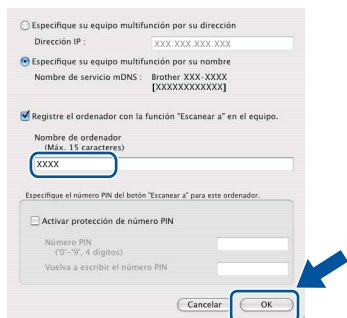 Especifique su equipo multifunción por su dirección
Dirección IP :
XXX.XXX.XXX.XXX
Especifique su equipo multifunción por su nombre
Nombre de servicio mDNS : Brother XXX-XXXX
[XXXXXXXXXXXX]
Registre el ordenador con la función "Escanear a" en el equipo.
Nombre de ordenador
(Máx. 15 caracteres)
XXXX
Especifique el número PIN del botón "Escanear a" para este ordenador.
Activar protección de número PIN
Número PIN
('0'-'9', 4 dígitos)
Vuelva a escribir el número PIN
Cancelar OK